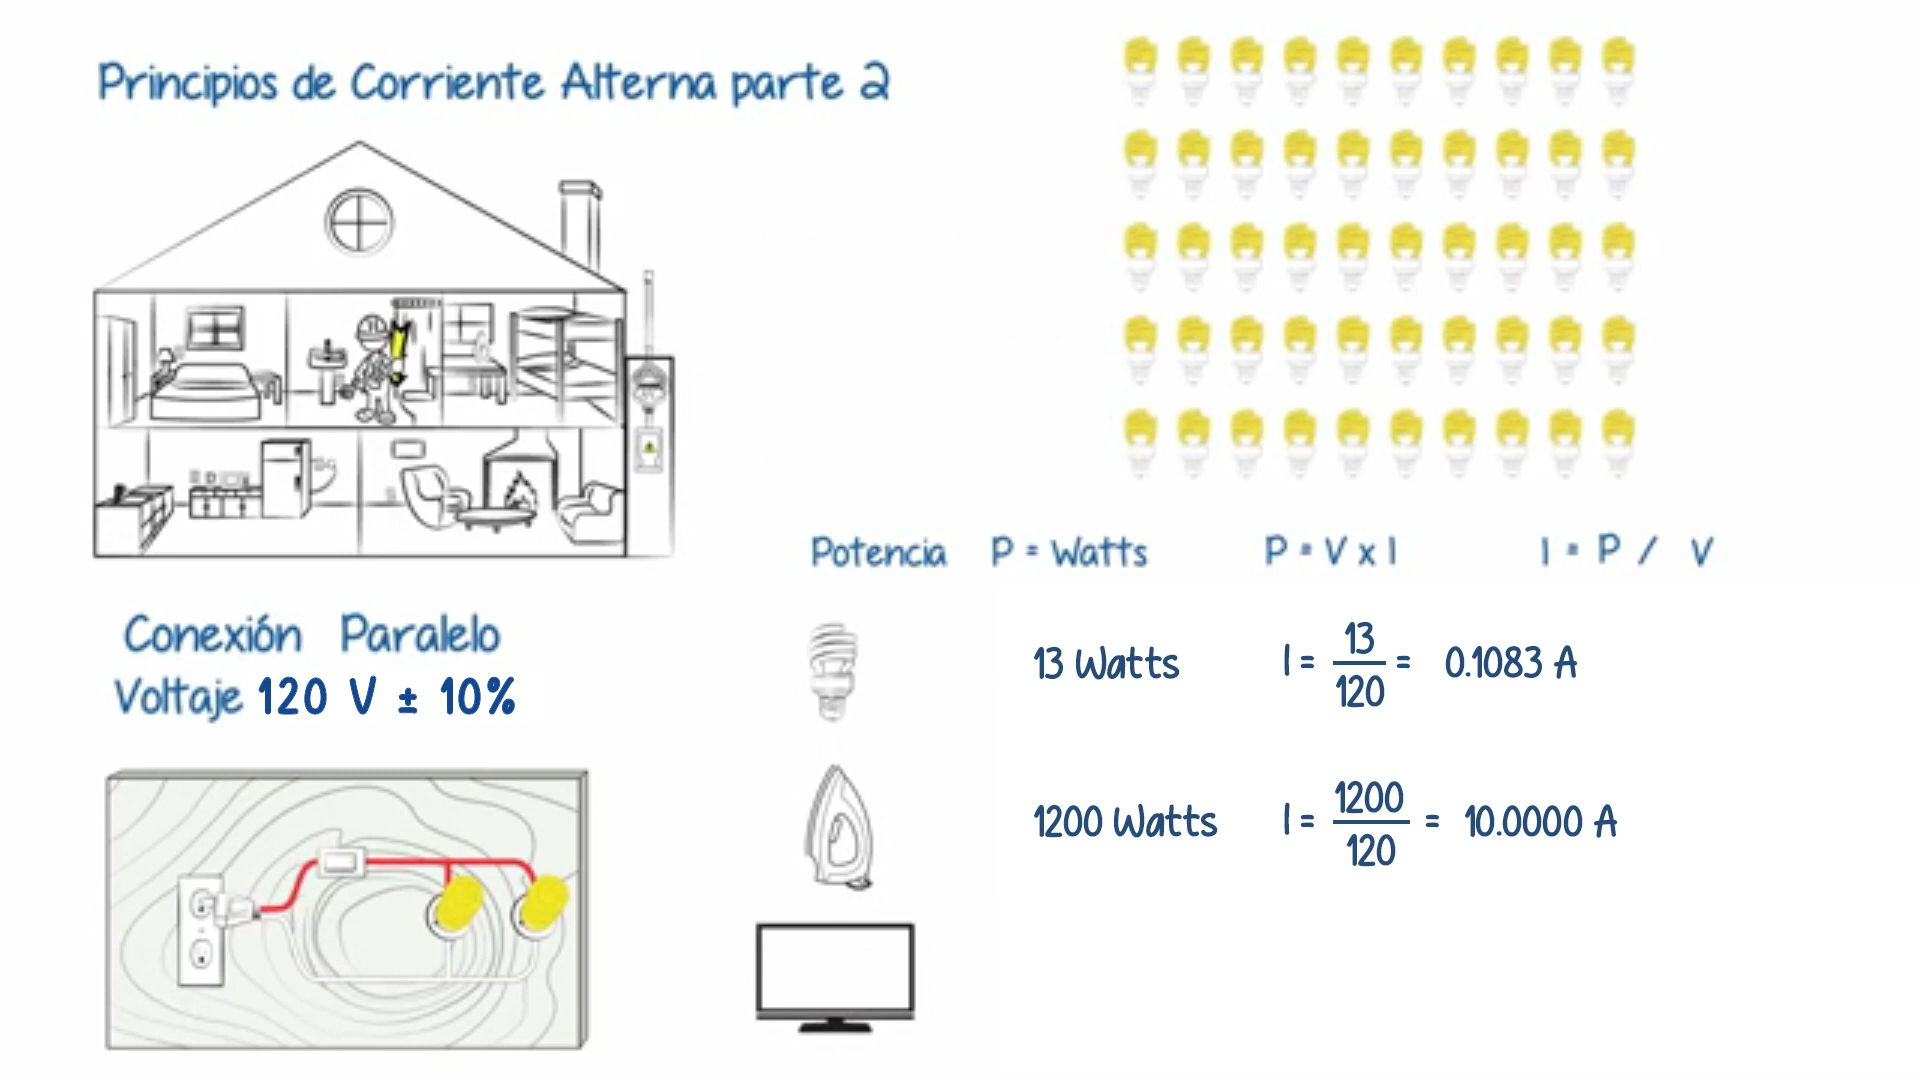 Principios de Corriente Alterna parte 2
Potencia P = Watts P = V x I I = P / V
Conexión Paralelo
Voltaje 120 V ± 10%
13 Watts I = 13/120 = 0.1083 A
1200 Watts I = 1200/120 = 10.0000 A